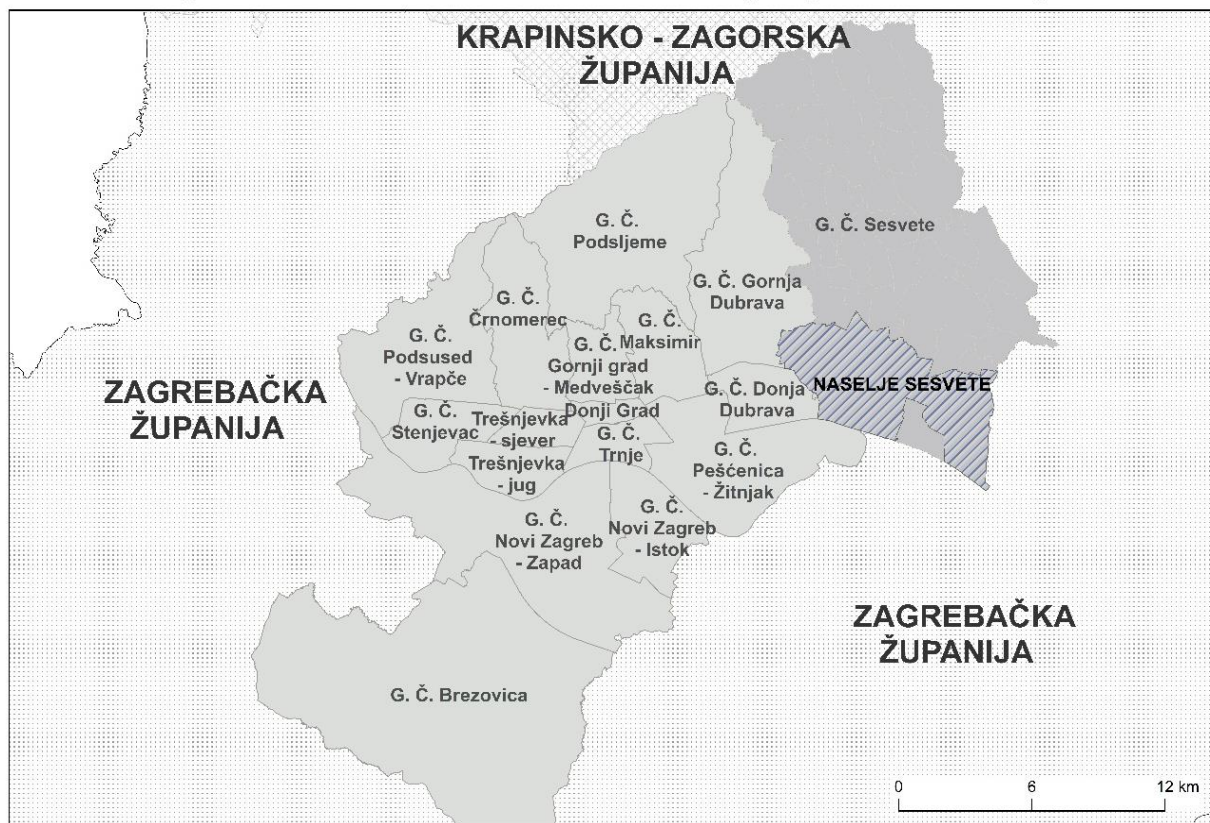 KRAPINSKO - ZAGORSKA
ŽUPANIJA
G. Č.
Podsljeme
G. Č. Sesvete
G. Č. Gornja
Dubrava
G. Č.
Črnomerec
G. Č.
Maksimir
G. Č.
Podsused
- Vrapče
G. Č.
Gornji grad
- Medveščak
NASELJE SESVETE
ZAGREBAČKA
ŽUPANIJA
G. Č. Donja
Dubrava
Donji Grad
G. Č.
Stenjevac
Trešnjevka
- sjever
G. Č.
Trnje
Trešnjevka
- jug
G. Č.
Pešćenica
- Žitnjak
G. Č.
Novi Zagreb
- Istok
G. Č.
Novi Zagreb
- Zapad
ZAGREBAČKA
ŽUPANIJA
G. Č. Brezovica
0 6 12 km